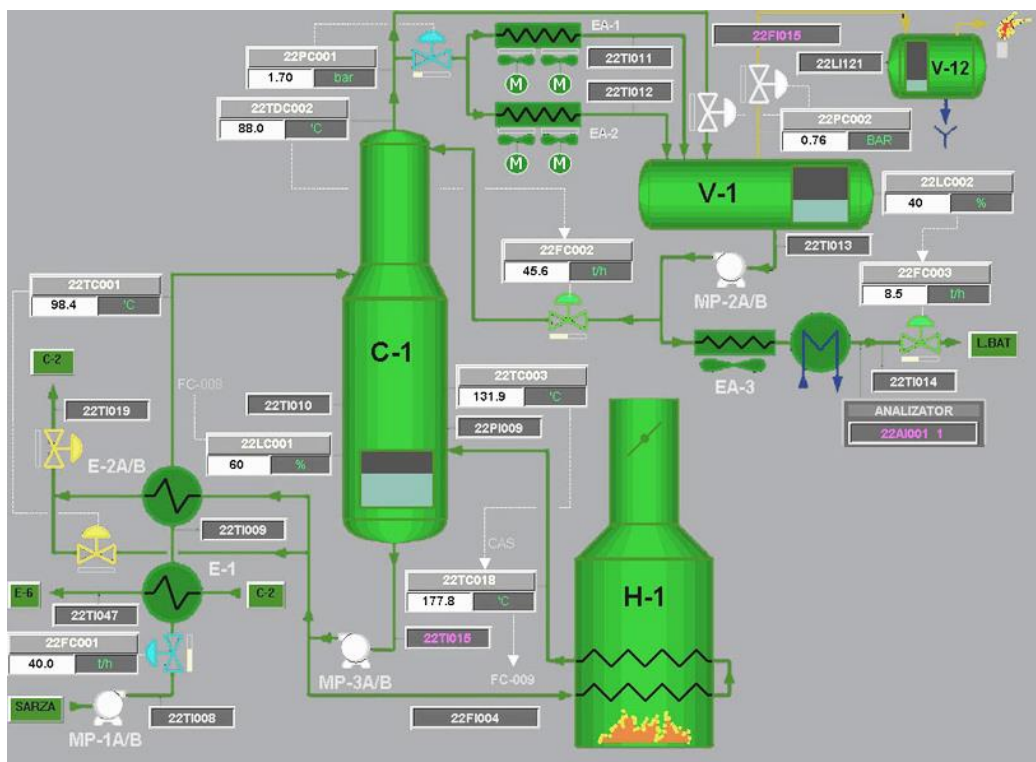 EA-1
22FI015
22PC001
1.70 bar
22TI011
22LI121
V-12
22TDC002
88.0 'C
22TI012
EA-2
22PC002
0.76 BAR
M M
M M
V-1
22LC002
40 %
22TI013
22FC002
45.6 t/h
MP-2A/B
22FC003
8.5 t/h
22TC001
98.4 'C
C-1
L.BAT
C-2
FC-009
22TC003
131.9 'C
EA-3
22TI014
22TI019
22TI010
22PI009
ANALIZATOR
22AI001 1
22LC001
60 %
E-2A/B
22TI009
CAS
E-1
22TC018
177.8 'C
H-1
E-6
C-2
22TI047
22FC001
40.0 t/h
22TI015
FC-009
MP-3A/B
SARZA
22TI008
22FI004
MP-1A/B